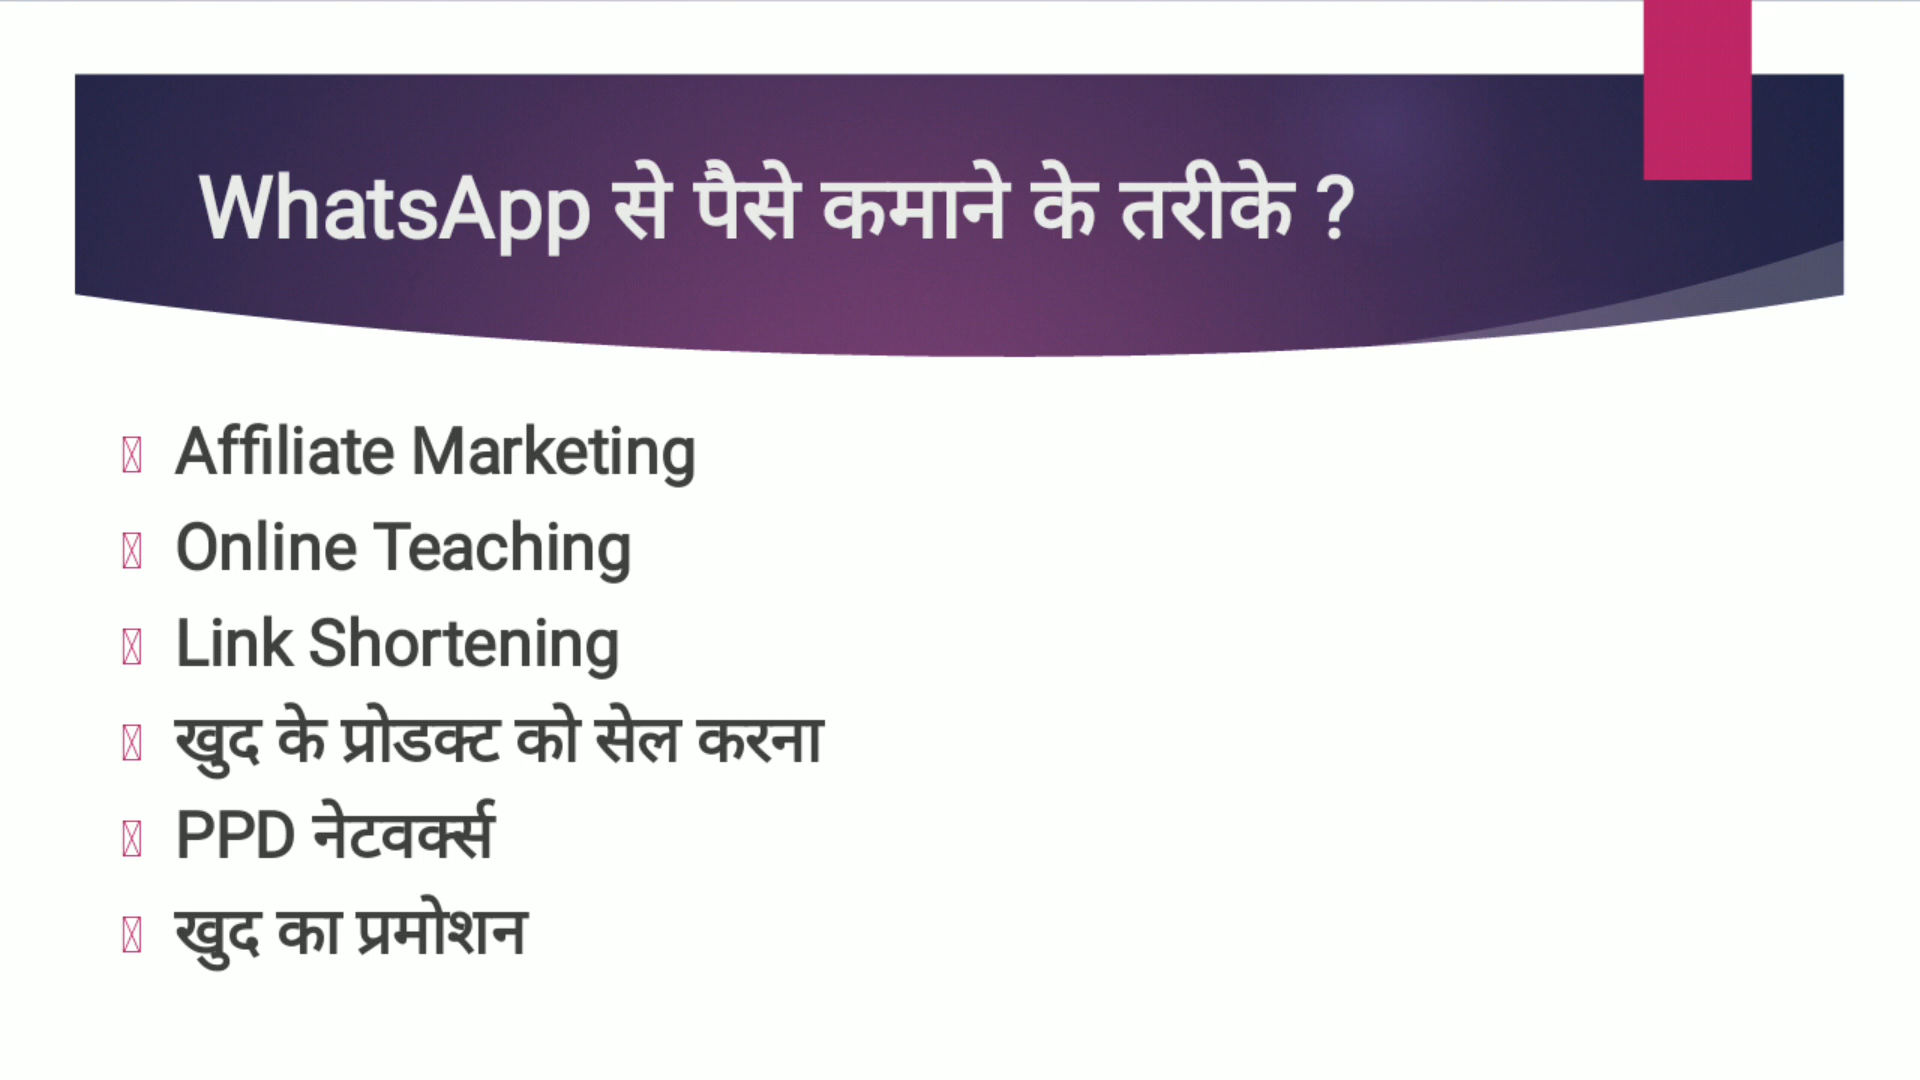 WhatsApp से पैसे कमाने के तरीके ?
Affiliate Marketing
Online Teaching
Link Shortening
खुद के प्रोडक्ट को सेल करना
PPD नेटवर्क्स
खुद का प्रमोशन